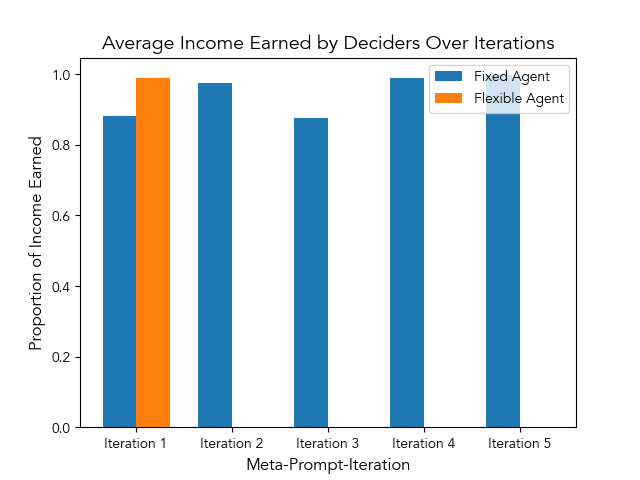 Average Income Earned by Deciders Over Iterations
Fixed Agent
Flexible Agent
1.0
0.8
0.6
0.4
0.2
0.0
Proportion of Income Earned
Iteration 1
Iteration 2
Iteration 3
Iteration 4
Iteration 5
Meta-Prompt-Iteration